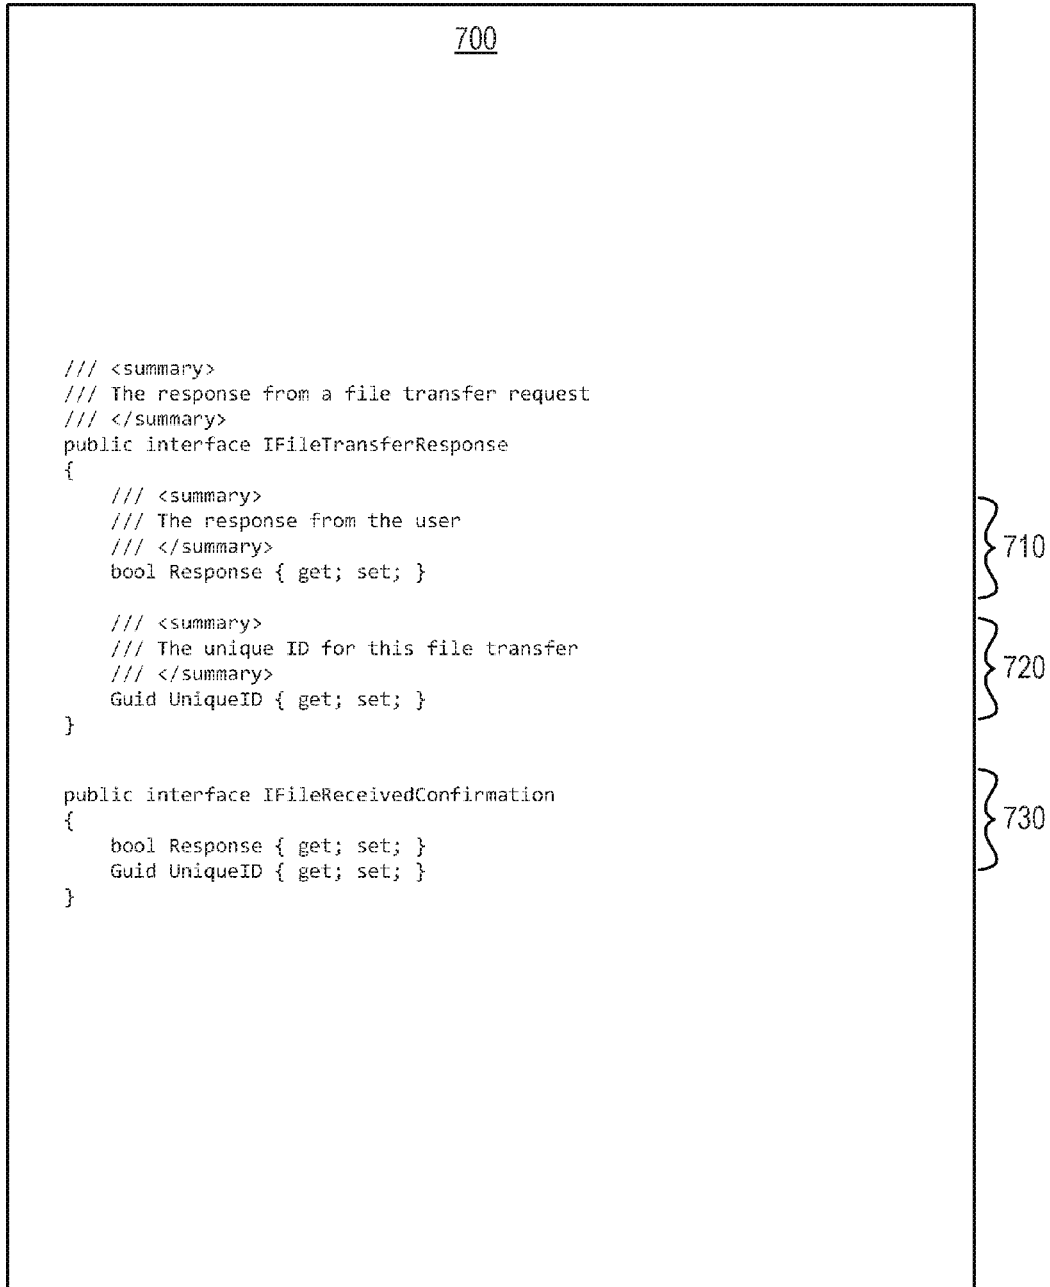 700
/// <summary>
/// The response from a file transfer request
/// </summary>
public interface IFileTransferResponse
{
    /// <summary>
    /// The response from the user
    /// </summary>
    bool Response { get; set; }
710
    /// <summary>
    /// The unique ID for this file transfer
    /// </summary>
    Guid UniqueID { get; set; }
720
}
public interface IFileReceivedConfirmation
{
    bool Response { get; set; }
    Guid UniqueID { get; set; }
730
}